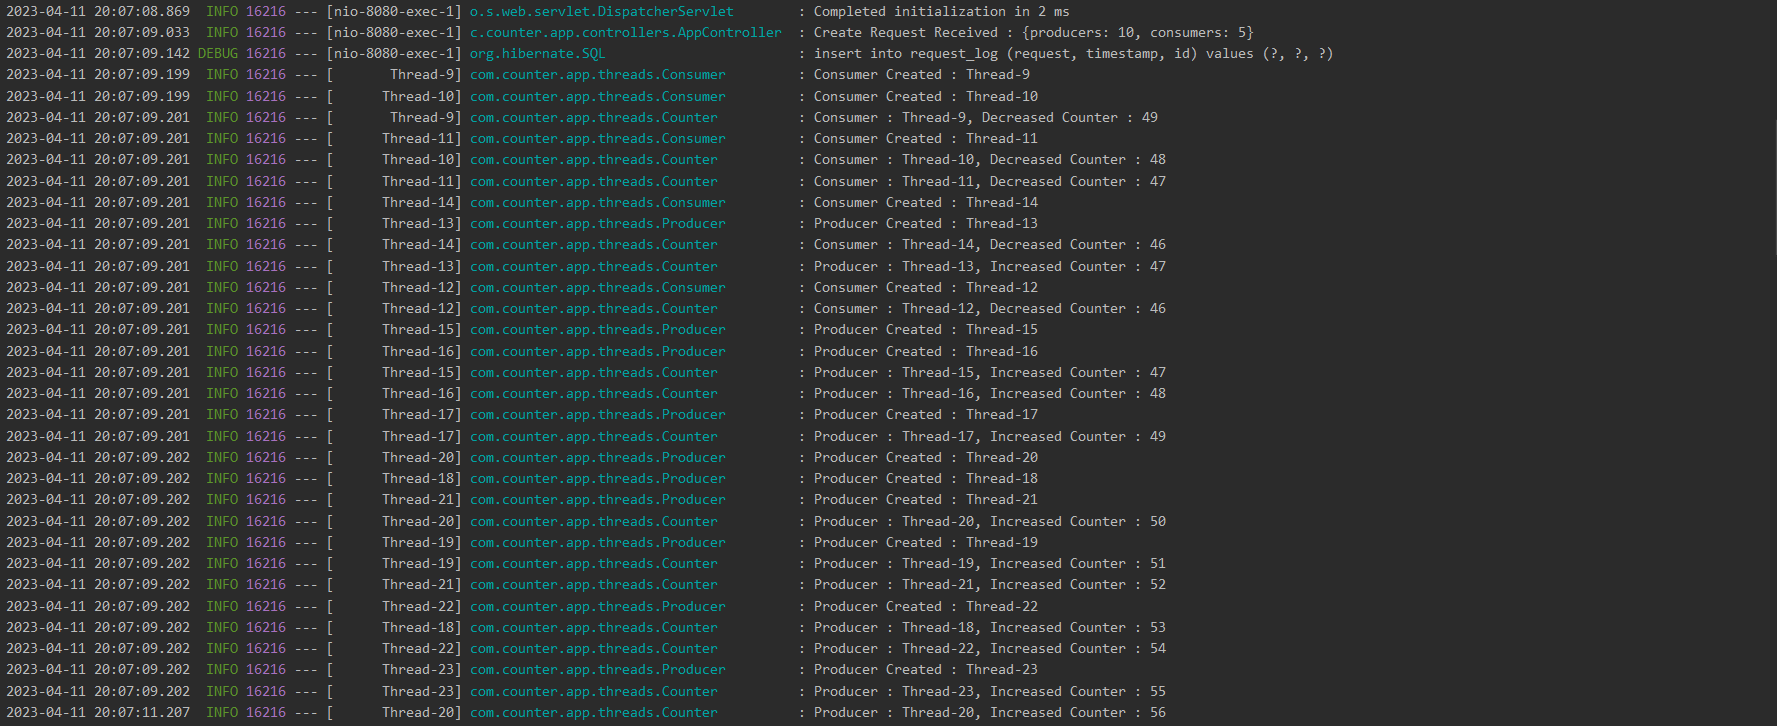 2023-04-11 20:07:08.869  INFO 16216 --- [nio-8080-exec-1] o.s.web.servlet.DispatcherServlet        : Completed initialization in 2 ms
2023-04-11 20:07:09.033  INFO 16216 --- [nio-8080-exec-1] c.counter.app.controllers.AppController  : Create Request Received : {producers: 10, consumers: 5}
2023-04-11 20:07:09.142 DEBUG 16216 --- [nio-8080-exec-1] org.hibernate.SQL                        : insert into request_log (request, timestamp, id) values (?, ?, ?)
2023-04-11 20:07:09.199  INFO 16216 --- [       Thread-9] com.counter.app.threads.Consumer         : Consumer Created : Thread-9
2023-04-11 20:07:09.199  INFO 16216 --- [      Thread-10] com.counter.app.threads.Consumer         : Consumer Created : Thread-10
2023-04-11 20:07:09.201  INFO 16216 --- [       Thread-9] com.counter.app.threads.Counter          : Consumer : Thread-9, Decreased Counter : 49
2023-04-11 20:07:09.201  INFO 16216 --- [      Thread-11] com.counter.app.threads.Consumer         : Consumer Created : Thread-11
2023-04-11 20:07:09.201  INFO 16216 --- [      Thread-10] com.counter.app.threads.Counter          : Consumer : Thread-10, Decreased Counter : 48
2023-04-11 20:07:09.201  INFO 16216 --- [      Thread-11] com.counter.app.threads.Counter          : Consumer : Thread-11, Decreased Counter : 47
2023-04-11 20:07:09.201  INFO 16216 --- [      Thread-14] com.counter.app.threads.Consumer         : Consumer Created : Thread-14
2023-04-11 20:07:09.201  INFO 16216 --- [      Thread-13] com.counter.app.threads.Producer         : Producer Created : Thread-13
2023-04-11 20:07:09.201  INFO 16216 --- [      Thread-14] com.counter.app.threads.Counter          : Consumer : Thread-14, Decreased Counter : 46
2023-04-11 20:07:09.201  INFO 16216 --- [      Thread-13] com.counter.app.threads.Counter          : Producer : Thread-13, Increased Counter : 47
2023-04-11 20:07:09.201  INFO 16216 --- [      Thread-12] com.counter.app.threads.Consumer         : Consumer Created : Thread-12
2023-04-11 20:07:09.201  INFO 16216 --- [      Thread-12] com.counter.app.threads.Counter          : Consumer : Thread-12, Decreased Counter : 46
2023-04-11 20:07:09.201  INFO 16216 --- [      Thread-15] com.counter.app.threads.Producer         : Producer Created : Thread-15
2023-04-11 20:07:09.201  INFO 16216 --- [      Thread-16] com.counter.app.threads.Producer         : Producer Created : Thread-16
2023-04-11 20:07:09.201  INFO 16216 --- [      Thread-15] com.counter.app.threads.Counter          : Producer : Thread-15, Increased Counter : 47
2023-04-11 20:07:09.201  INFO 16216 --- [      Thread-16] com.counter.app.threads.Counter          : Producer : Thread-16, Increased Counter : 48
2023-04-11 20:07:09.201  INFO 16216 --- [      Thread-17] com.counter.app.threads.Producer         : Producer Created : Thread-17
2023-04-11 20:07:09.201  INFO 16216 --- [      Thread-17] com.counter.app.threads.Counter          : Producer : Thread-17, Increased Counter : 49
2023-04-11 20:07:09.202  INFO 16216 --- [      Thread-20] com.counter.app.threads.Producer         : Producer Created : Thread-20
2023-04-11 20:07:09.202  INFO 16216 --- [      Thread-18] com.counter.app.threads.Producer         : Producer Created : Thread-18
2023-04-11 20:07:09.202  INFO 16216 --- [      Thread-21] com.counter.app.threads.Producer         : Producer Created : Thread-21
2023-04-11 20:07:09.202  INFO 16216 --- [      Thread-20] com.counter.app.threads.Counter          : Producer : Thread-20, Increased Counter : 50
2023-04-11 20:07:09.202  INFO 16216 --- [      Thread-19] com.counter.app.threads.Producer         : Producer Created : Thread-19
2023-04-11 20:07:09.202  INFO 16216 --- [      Thread-19] com.counter.app.threads.Counter          : Producer : Thread-19, Increased Counter : 51
2023-04-11 20:07:09.202  INFO 16216 --- [      Thread-21] com.counter.app.threads.Counter          : Producer : Thread-21, Increased Counter : 52
2023-04-11 20:07:09.202  INFO 16216 --- [      Thread-22] com.counter.app.threads.Producer         : Producer Created : Thread-22
2023-04-11 20:07:09.202  INFO 16216 --- [      Thread-18] com.counter.app.threads.Counter          : Producer : Thread-18, Increased Counter : 53
2023-04-11 20:07:09.202  INFO 16216 --- [      Thread-22] com.counter.app.threads.Counter          : Producer : Thread-22, Increased Counter : 54
2023-04-11 20:07:09.202  INFO 16216 --- [      Thread-23] com.counter.app.threads.Producer         : Producer Created : Thread-23
2023-04-11 20:07:09.202  INFO 16216 --- [      Thread-23] com.counter.app.threads.Counter          : Producer : Thread-23, Increased Counter : 55
2023-04-11 20:07:11.207  INFO 16216 --- [      Thread-20] com.counter.app.threads.Counter          : Producer : Thread-20, Increased Counter : 56